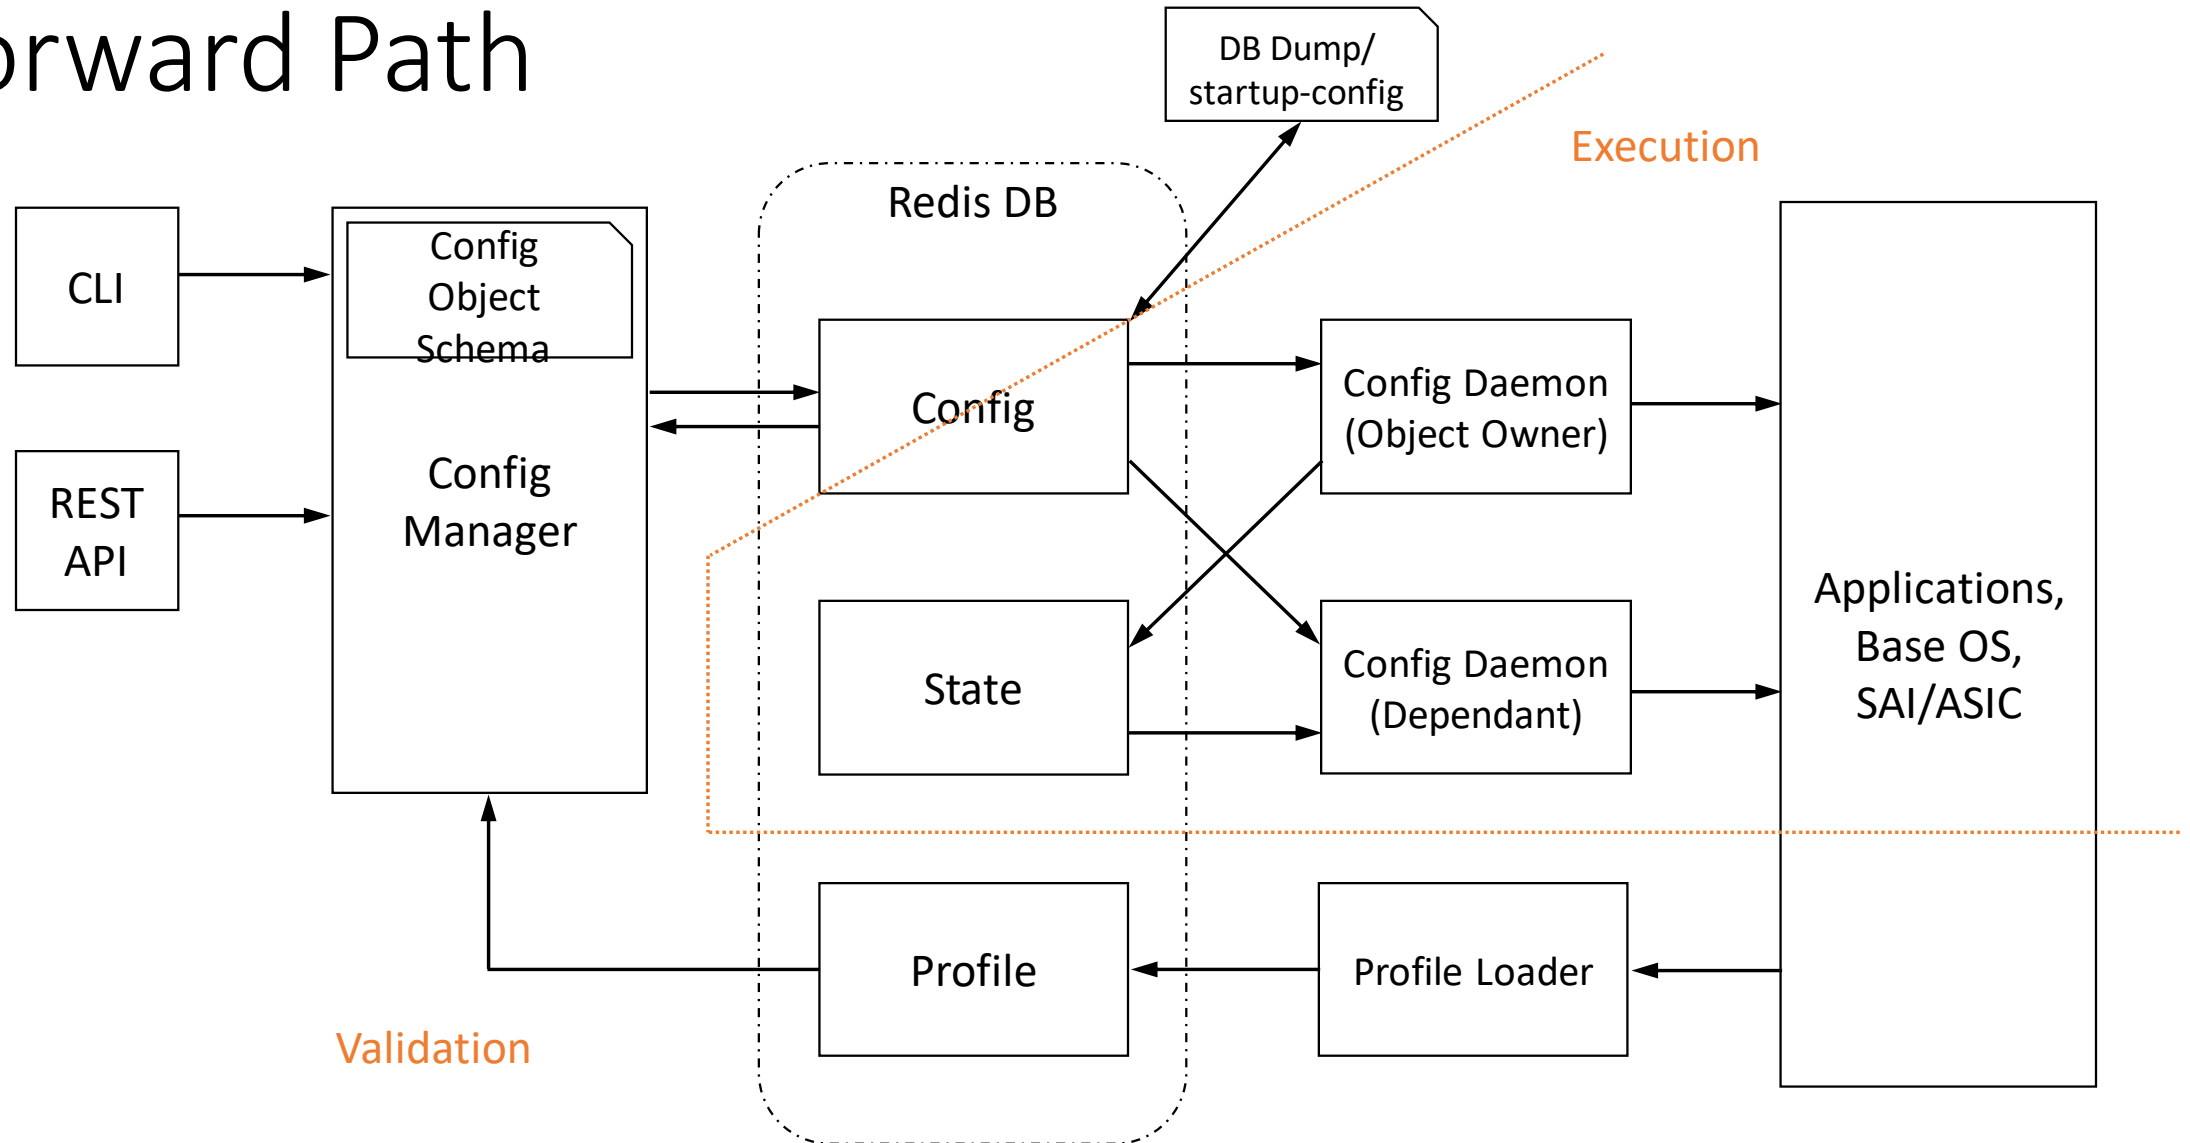 orward Path
DB Dump/
startup-config
Execution
Redis DB
CLI
Config
Object
Schema
Config
Manager
REST
API
Config
Config Daemon
(Object Owner)
State
Config Daemon
(Dependant)
Applications,
Base OS,
SAI/ASIC
Profile
Profile Loader
Validation